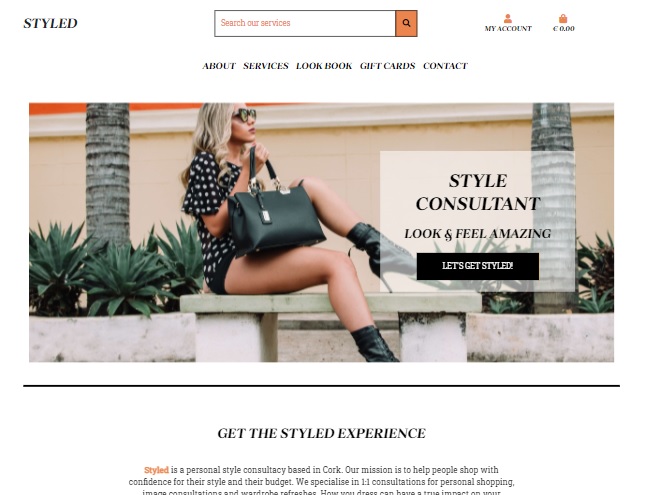 STYLED
Search our services
MY ACCOUNT
€ 0.00
ABOUT SERVICES LOOK BOOK GIFT CARDS CONTACT
STYLE
CONSULTANT
LOOK & FEEL AMAZING
LET'S GET STYLED!
GET THE STYLED EXPERIENCE
Styled is a personal style consultacy based in Cork. Our mission is to help people shop with
confidence for their style and their budget. We specialise in 1:1 consultations for personal shopping,
image consultations and wardrobe refreshes. How you dress can have a true impact on your